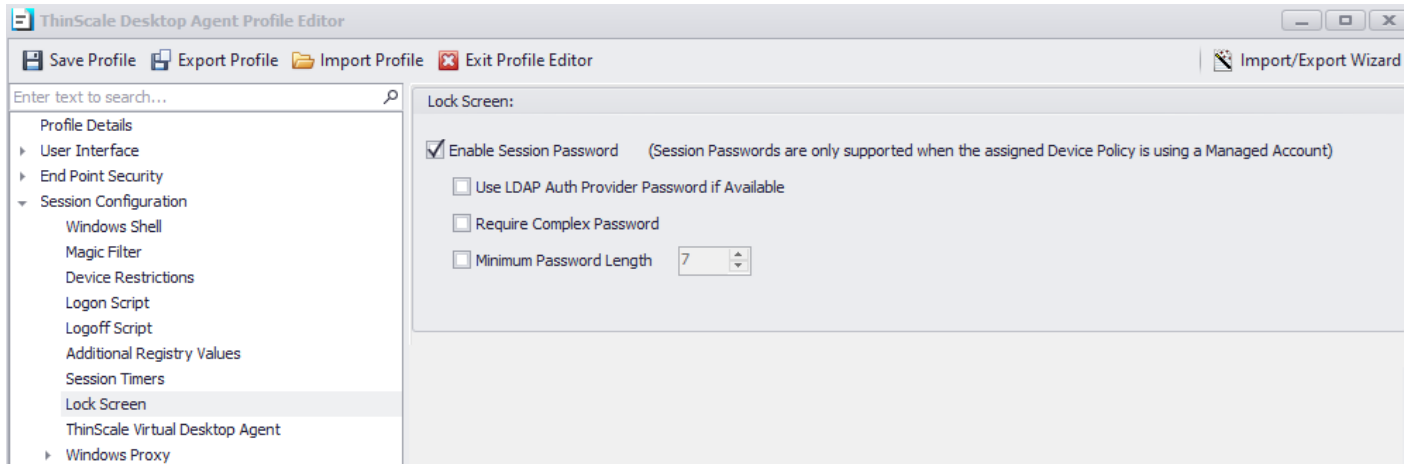 ThinScale Desktop Agent Profile Editor
Save Profile Export Profile Import Profile Exit Profile Editor Import/Export Wizard
Enter text to search...
Profile Details
User Interface
End Point Security
Session Configuration
Windows Shell
Magic Filter
Device Restrictions
Logon Script
Logoff Script
Additional Registry Values
Session Timers
Lock Screen
ThinScale Virtual Desktop Agent
Windows Proxy
Lock Screen:
Enable Session Password (Session Passwords are only supported when the assigned Device Policy is using a Managed Account)
Use LDAP Auth Provider Password if Available
Require Complex Password
Minimum Password Length 7